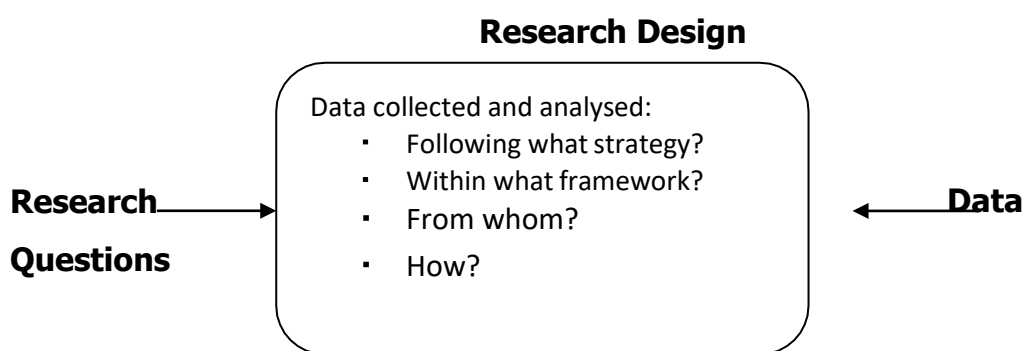 Research Design
Data collected and analysed:
▪ Following what strategy?
▪ Within what framework?
▪ From whom?
▪ How?
Research
Questions
Data